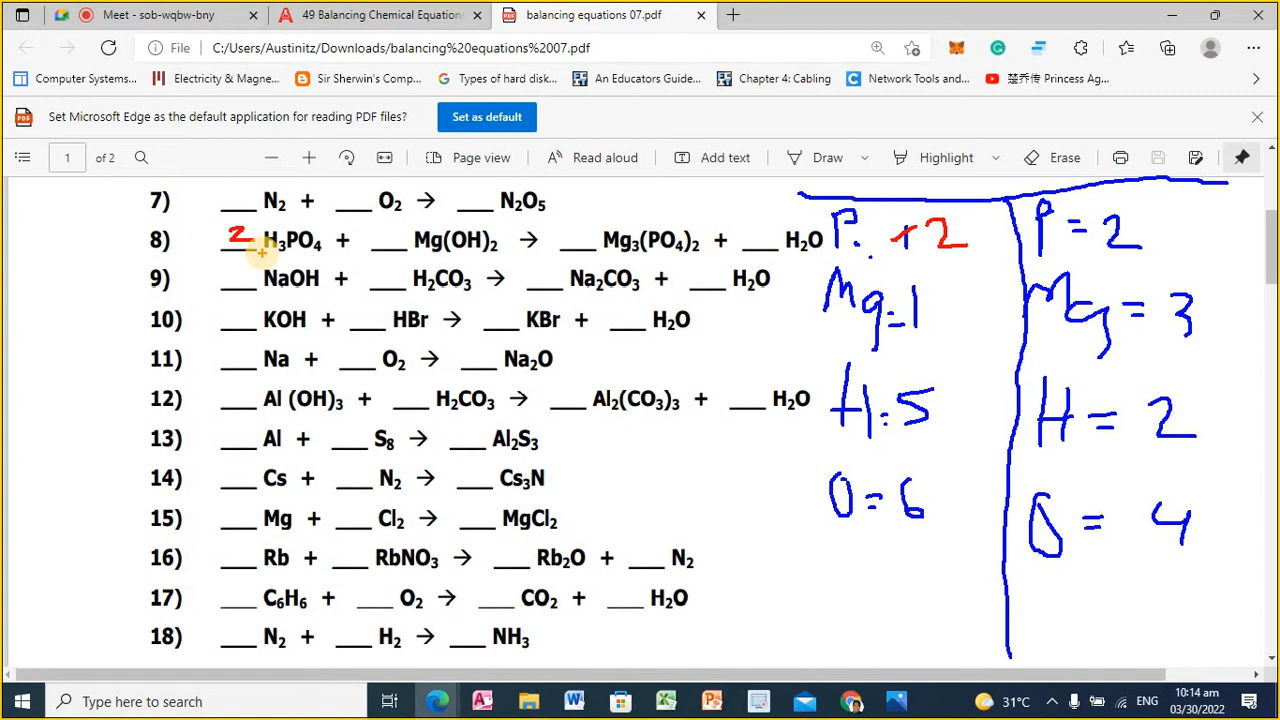 Meet - sob-wqbw-bny
49 Balancing Chemical Equations
balancing equations 07.pdf
File
C:/Users/Austinitz/Downloads/balancing%20equations%2007.pdf
Computer Systems...
Electricity & Magne...
Sir Sherwin's Comp...
Types of hard disk...
An Educators Guide...
Chapter 4: Cabling
Network Tools and...
楚乔传 Princess Ag...
Set Microsoft Edge as the default application for reading PDF files?
Set as default
1 of 2
Page view
Read aloud
Add text
Draw
Highlight
Erase
7) ___ N₂ + ___ O₂ → ___ N₂O₅
8) 2 H₃PO₄ + ___ Mg(OH)₂ → ___ Mg₃(PO₄)₂ + ___ H₂O
9) ___ NaOH + ___ H₂CO₃ → ___ Na₂CO₃ + ___ H₂O
10) ___ KOH + ___ HBr → ___ KBr + ___ H₂O
11) ___ Na + ___ O₂ → ___ Na₂O
12) ___ Al (OH)₃ + ___ H₂CO₃ → ___ Al₂(CO₃)₃ + ___ H₂O
13) ___ Al + ___ S₈ → ___ Al₂S₃
14) ___ Cs + ___ N₂ → ___ Cs₃N
15) ___ Mg + ___ Cl₂ → ___ MgCl₂
16) ___ Rb + ___ RbNO₃ → ___ Rb₂O + ___ N₂
17) ___ C₆H₆ + ___ O₂ → ___ CO₂ + ___ H₂O
18) ___ N₂ + ___ H₂ → ___ NH₃
P. +2
Mg=1
H=5
O=6
P=2
Mg=3
H=2
O=4
Type here to search
31°C
ENG
10:14 am
03/30/2022